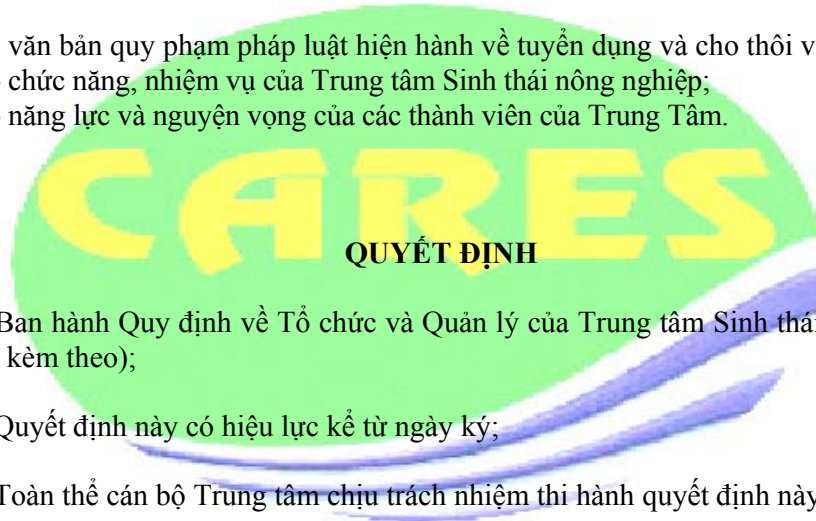 văn bản quy phạm pháp luật hiện hành về tuyển dụng và cho thôi v
chức năng, nhiệm vụ của Trung tâm Sinh thái nông nghiệp;
năng lực và nguyện vọng của các thành viên của Trung Tâm.
CARES
QUYẾT ĐỊNH
Ban hành Quy định về Tổ chức và Quản lý của Trung tâm Sinh thái
kèm theo);
Quyết định này có hiệu lực kể từ ngày ký;
Toàn thể cán bộ Trung tâm chịu trách nhiệm thi hành quyết định này